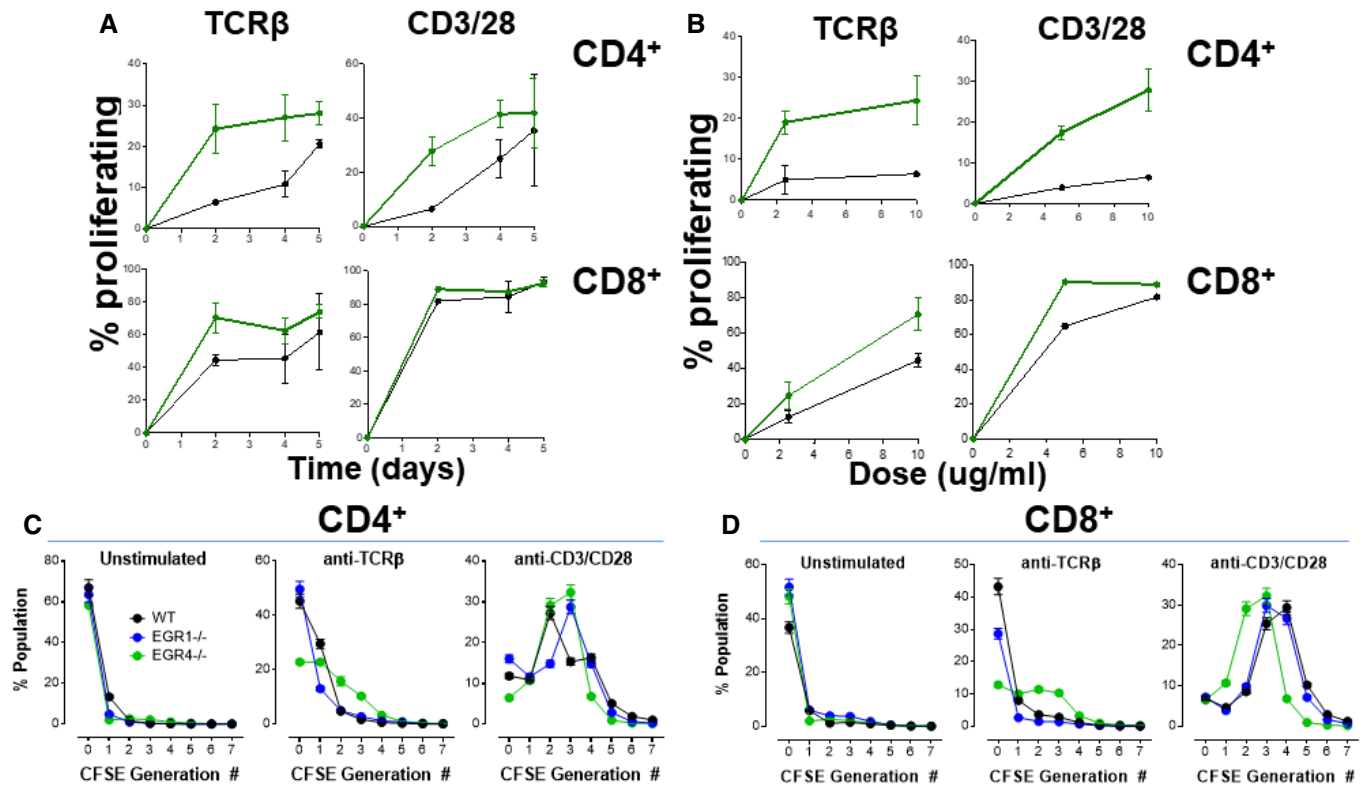 A
TCRβ CD3/28
CD4⁺
40
30
20
10
0
0 1 2 3 4 5
60
40
20
0
0 1 2 3 4 5
% proliferating
CD8⁺
100
80
60
40
20
0
0 1 2 3 4 5
100
80
60
40
20
0
0 1 2 3 4 5
Time (days)
B
TCRβ CD3/28
CD4⁺
40
30
20
10
0
0 2 4 6 8 10
40
30
20
10
0
0 2 4 6 8 10
% proliferating
CD8⁺
100
80
60
40
20
0
0 2 4 6 8 10
100
80
60
40
20
0
0 2 4 6 8 10
Dose (ug/ml)
C
CD4⁺
Unstimulated
80
60
40
20
0
% Population
WT
EGR1-/-
EGR4-/-
0 1 2 3 4 5 6 7
CFSE Generation #
anti-TCRβ
60
40
20
0
0 1 2 3 4 5 6 7
CFSE Generation #
anti-CD3/CD28
40
30
20
10
0
0 1 2 3 4 5 6 7
CFSE Generation #
D
CD8⁺
Unstimulated
60
40
20
0
% Population
0 1 2 3 4 5 6 7
CFSE Generation #
anti-TCRβ
50
40
30
20
10
0
0 1 2 3 4 5 6 7
CFSE Generation #
anti-CD3/CD28
40
30
20
10
0
0 1 2 3 4 5 6 7
CFSE Generation #